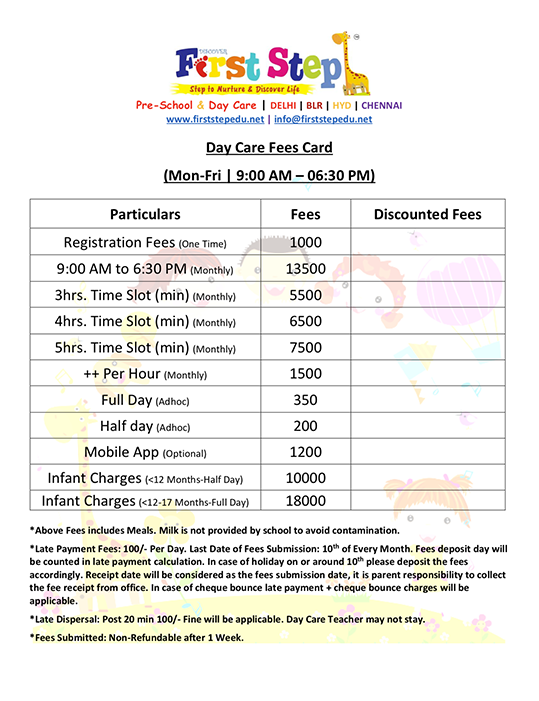 DISCOVER
First Step
TM
Step to Nurture & Discover Life
Pre-School & Day Care | DELHI | BLR | HYD | CHENNAI
www.firststepedu.net | info@firststepedu.net
Day Care Fees Card
(Mon-Fri | 9:00 AM – 06:30 PM)
Particulars Fees Discounted Fees
Registration Fees (One Time) 1000
9:00 AM to 6:30 PM (Monthly) 13500
3hrs. Time Slot (min) (Monthly) 5500
4hrs. Time Slot (min) (Monthly) 6500
5hrs. Time Slot (min) (Monthly) 7500
++ Per Hour (Monthly) 1500
Full Day (Adhoc) 350
Half day (Adhoc) 200
Mobile App (Optional) 1200
Infant Charges (<12 Months-Half Day) 10000
Infant Charges (<12-17 Months-Full Day) 18000
*Above Fees includes Meals. Milk is not provided by school to avoid contamination.
*Late Payment Fees: 100/- Per Day. Last Date of Fees Submission: 10th of Every Month. Fees deposit day will
be counted in late payment calculation. In case of holiday on or around 10th please deposit the fees
accordingly. Receipt date will be considered as the fees submission date, it is parent responsibility to collect
the fee receipt from office. In case of cheque bounce late payment + cheque bounce charges will be
applicable.
*Late Dispersal: Post 20 min 100/- Fine will be applicable. Day Care Teacher may not stay.
*Fees Submitted: Non-Refundable after 1 Week.